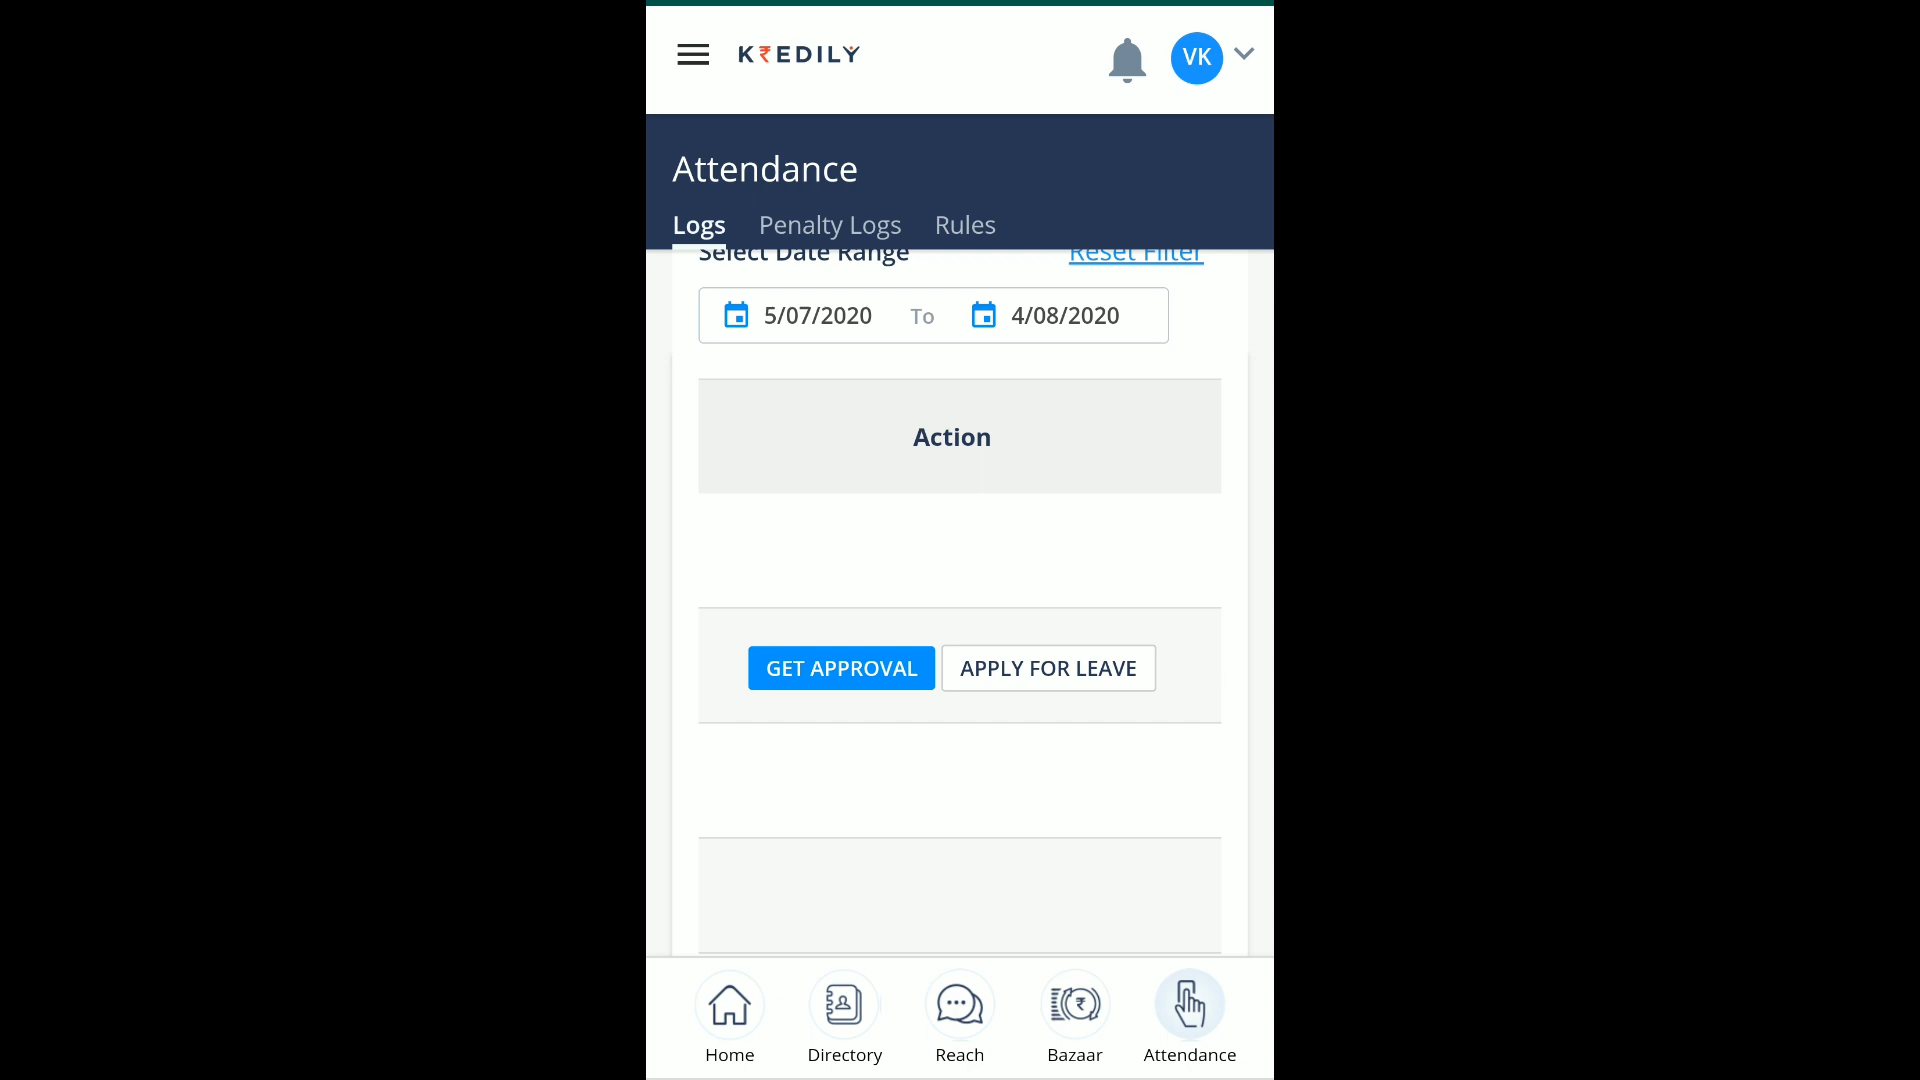 K₹EDILY
VK
Attendance
Logs Penalty Logs Rules
Select Date Range Reset Filter
5/07/2020 To 4/08/2020
Action
GET APPROVAL APPLY FOR LEAVE
Home Directory Reach Bazaar Attendance